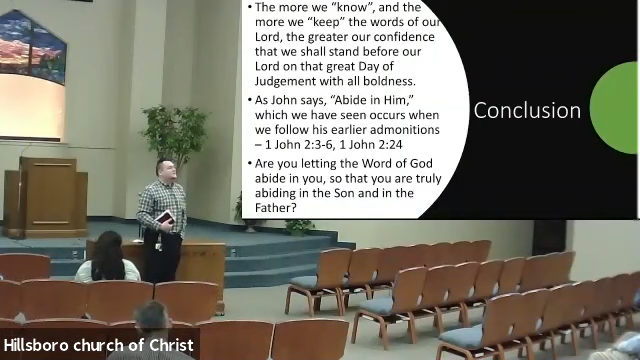 • The more we “know”, and the
more we “keep” the words of our
Lord, the greater our confidence
that we shall stand before our
Lord on that great Day of
Judgement with all boldness.
• As John says, “Abide in Him,”
which we have seen occurs when
we follow his earlier admonitions
– 1 John 2:3-6, 1 John 2:24
• Are you letting the Word of God
abide in you, so that you are truly
abiding in the Son and in the
Father?
Conclusion
Hillsboro church of Christ